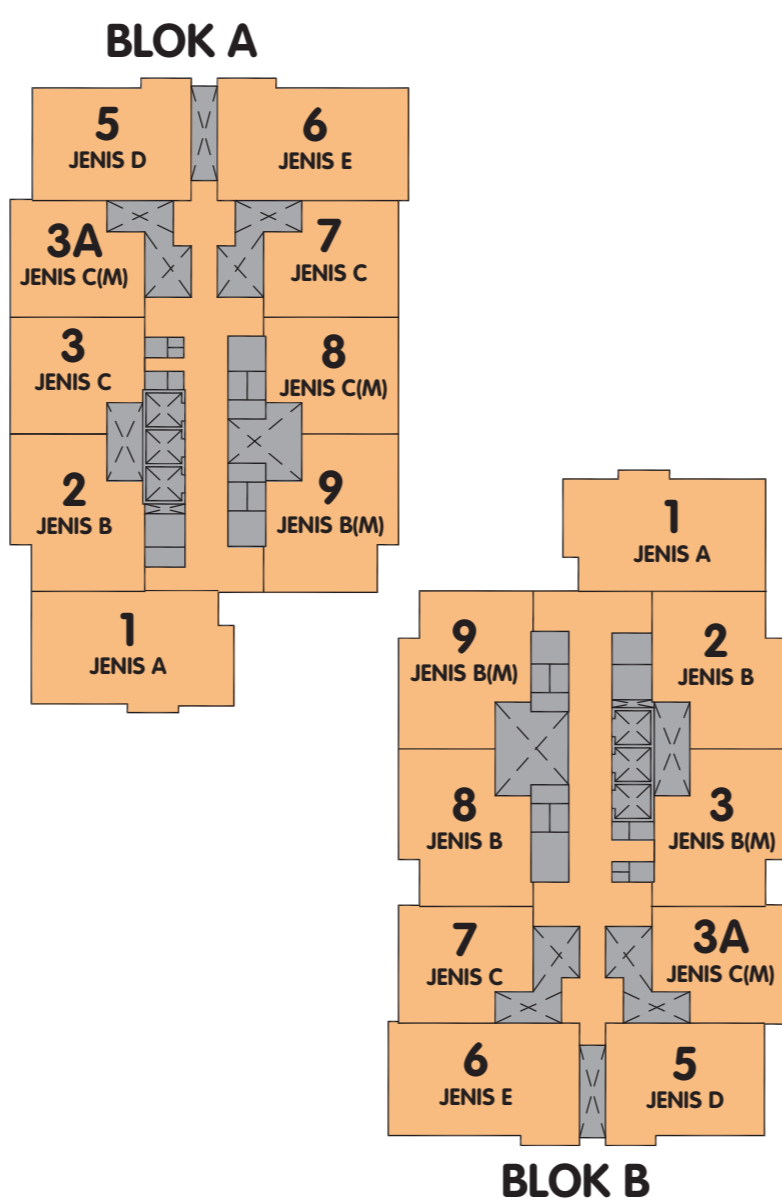 BLOK A
5
JENIS D
6
JENIS E
3A
JENIS C(M)
7
JENIS C
3
JENIS C
8
JENIS C(M)
2
JENIS B
9
JENIS B(M)
1
JENIS A
1
JENIS A
9
JENIS B(M)
2
JENIS B
8
JENIS B
3
JENIS B(M)
7
JENIS C
3A
JENIS C(M)
6
JENIS E
5
JENIS D
BLOK B